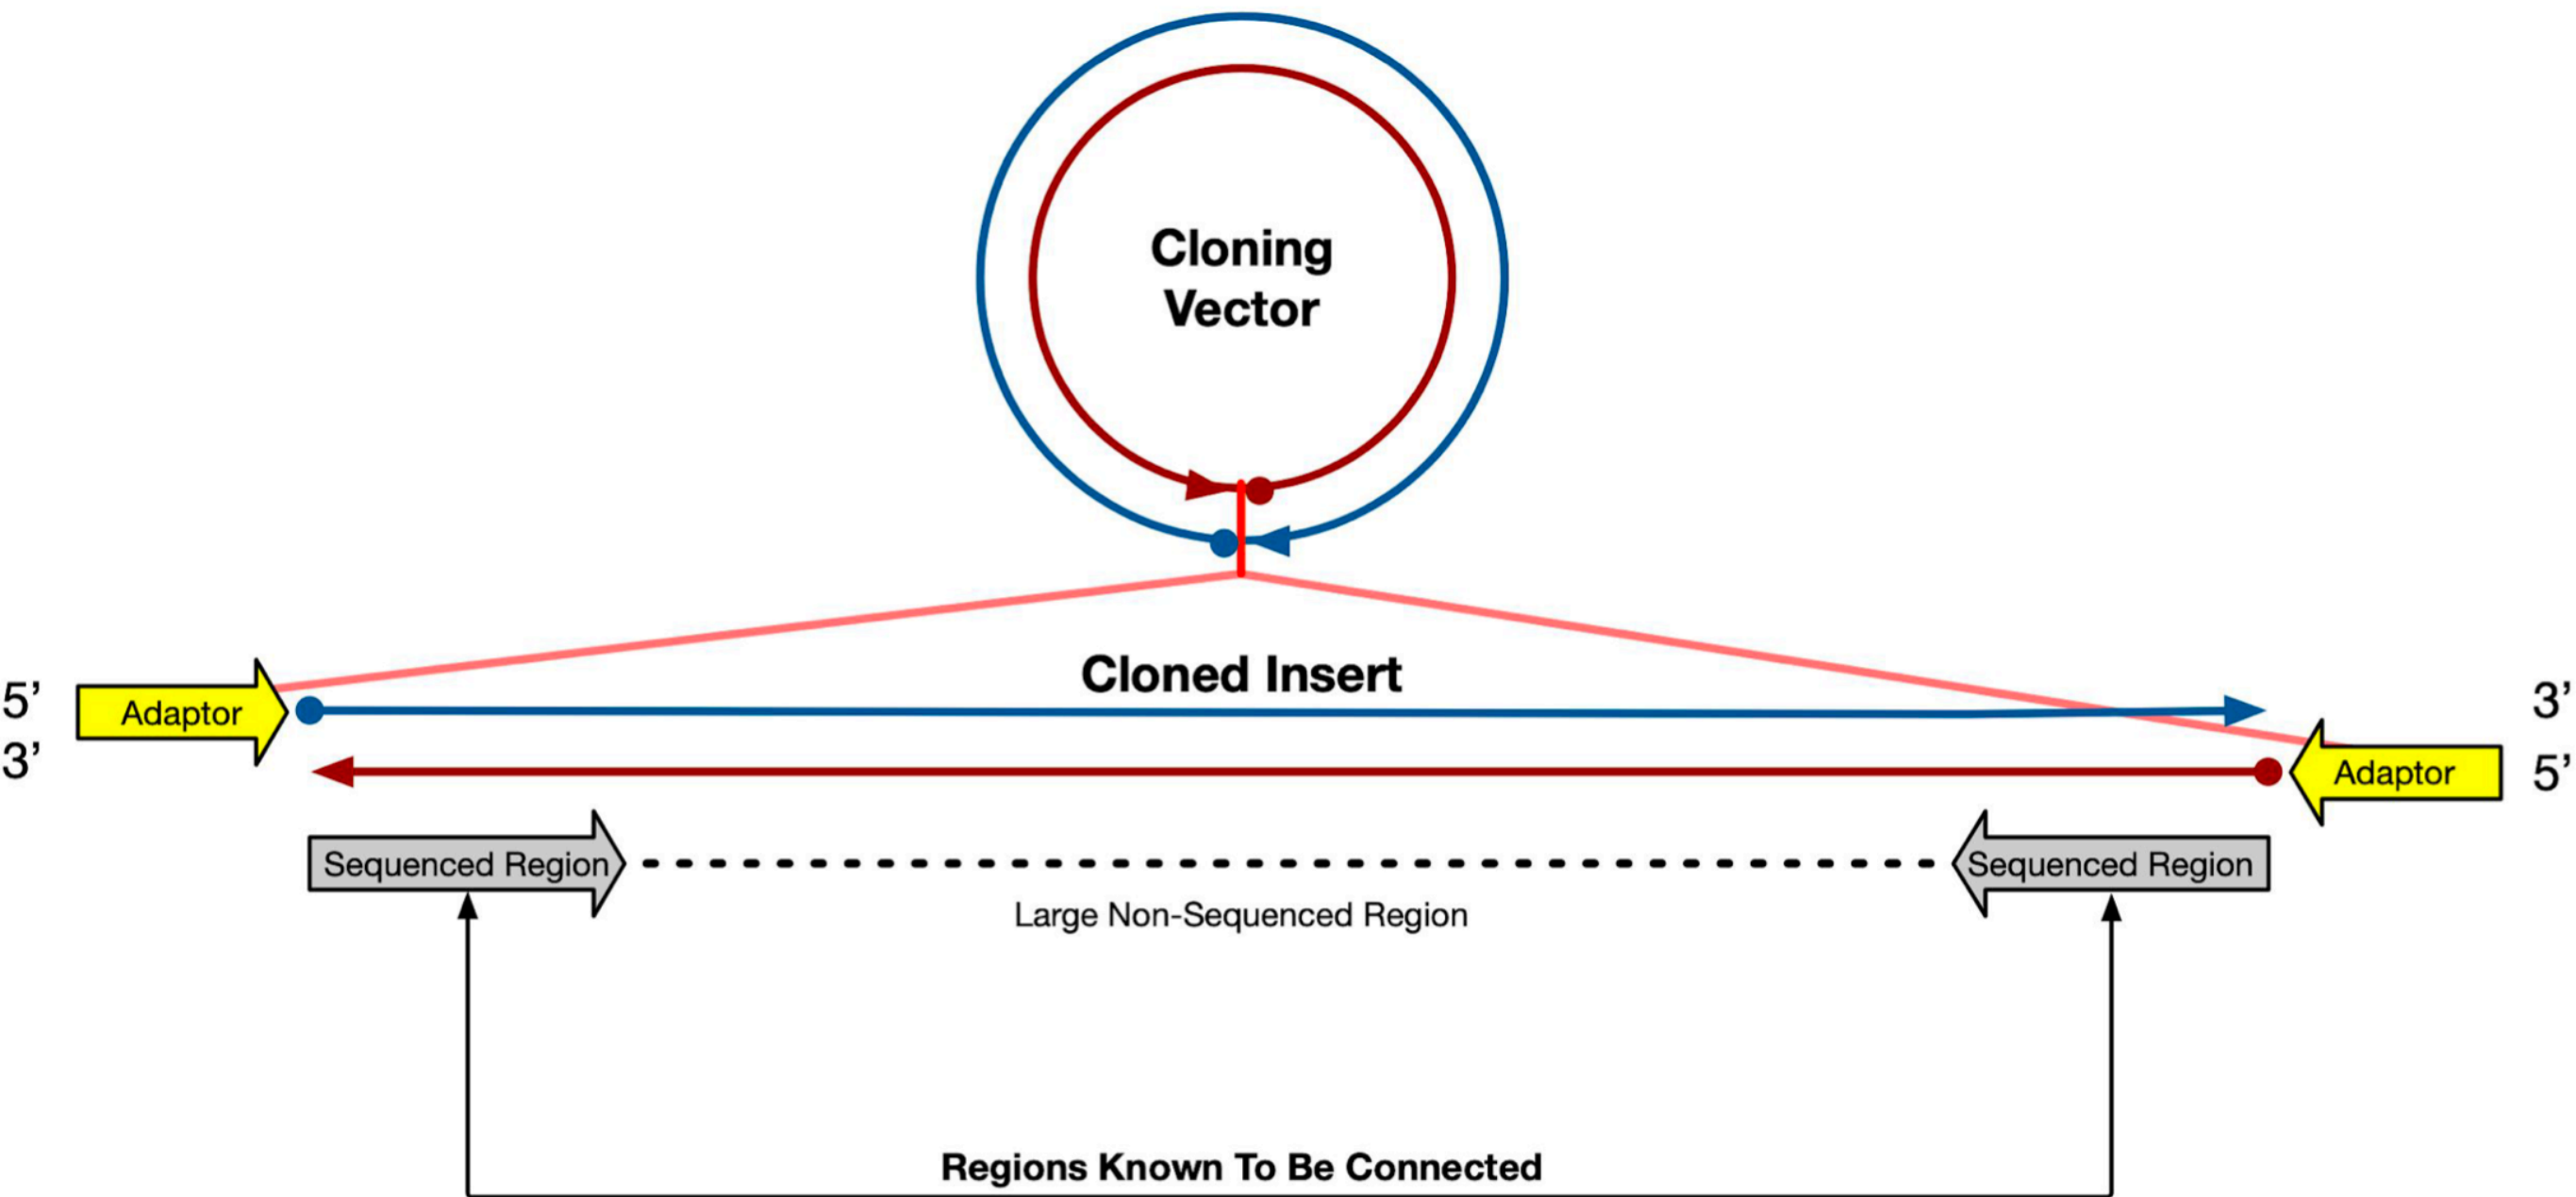 Cloning
Vector
Cloned Insert
5’ Adaptor 3’
3’ Adaptor 5’
Sequenced Region Sequenced Region
Large Non-Sequenced Region
Regions Known To Be Connected